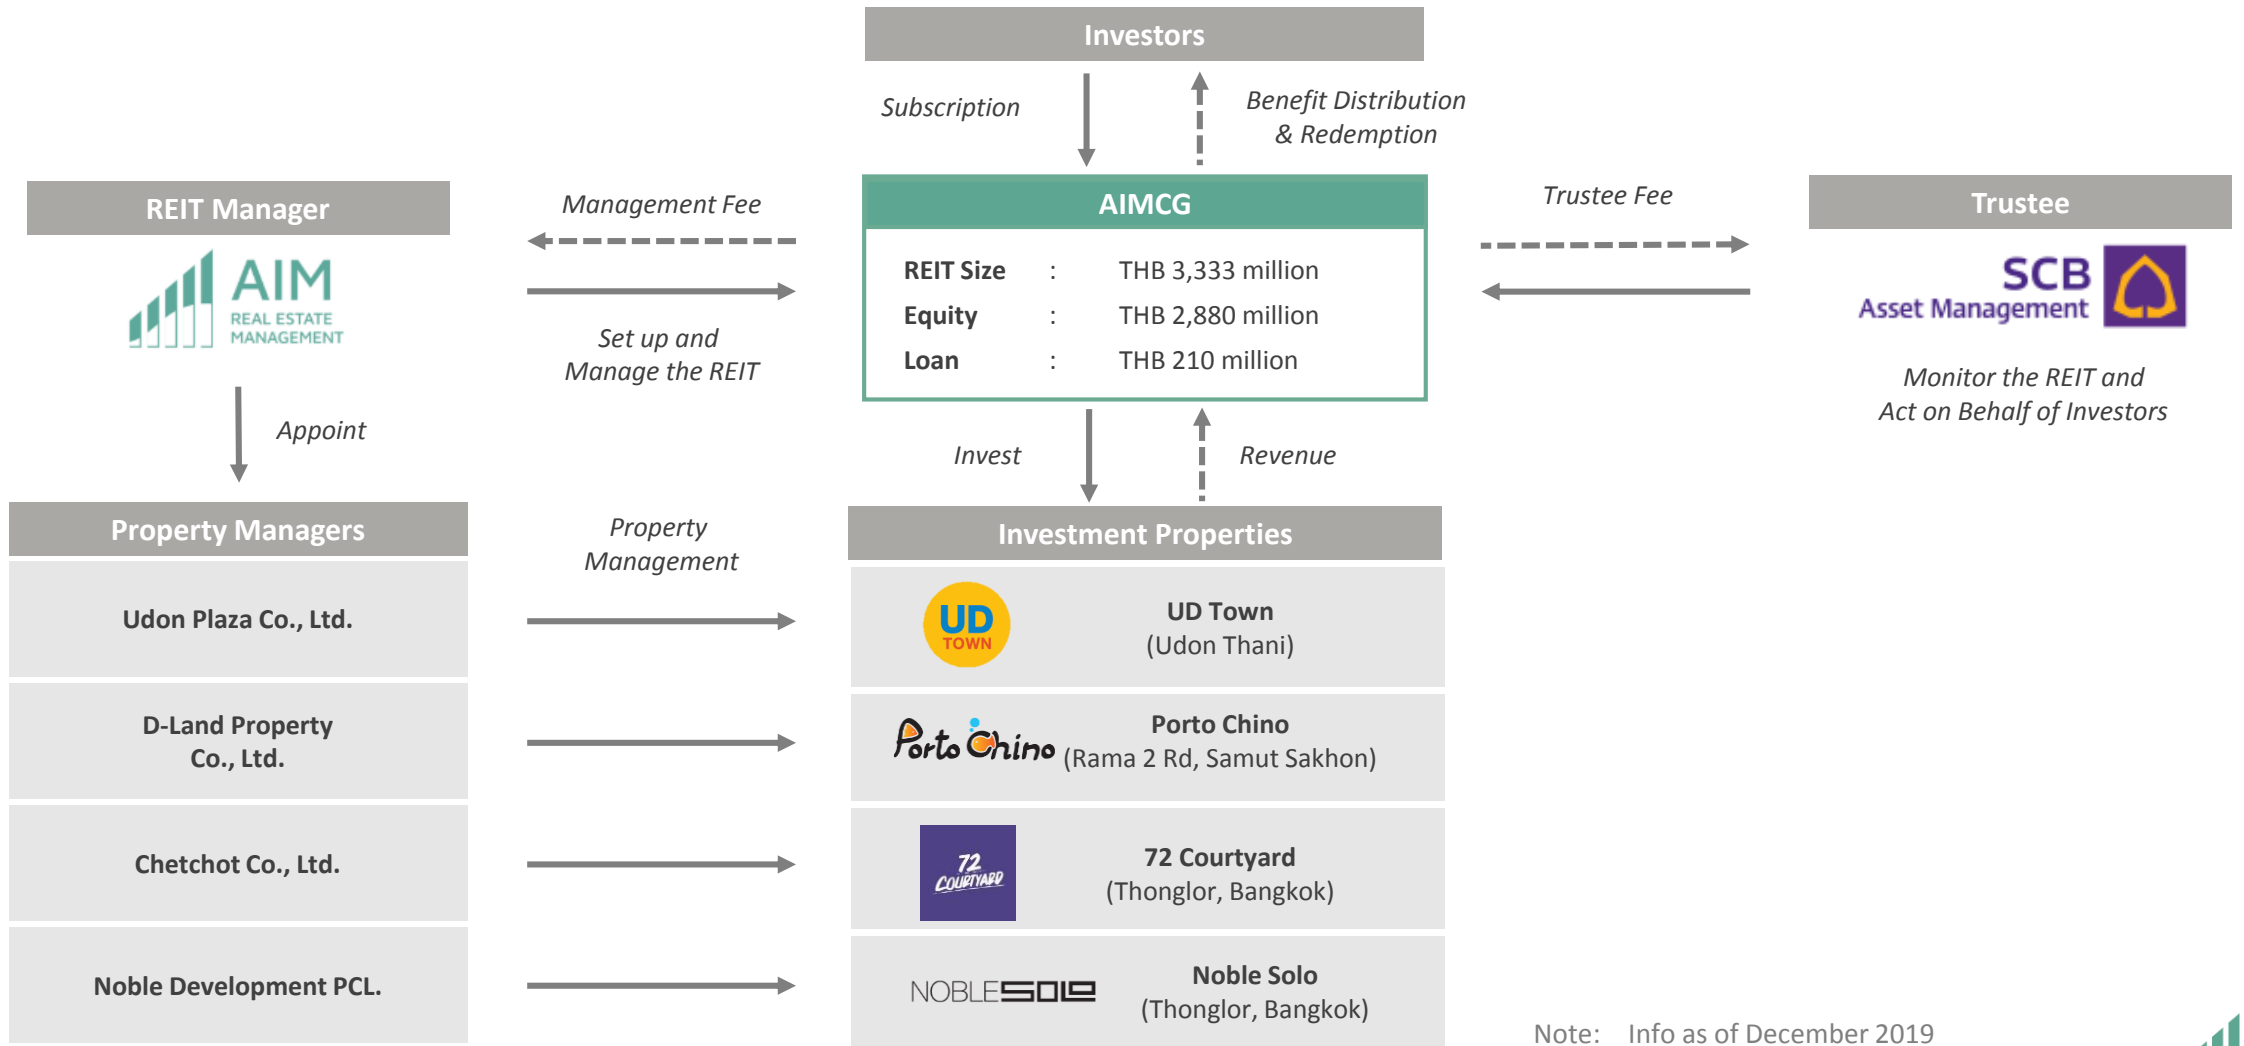 Investors
Subscription
Benefit Distribution
& Redemption
REIT Manager
AIM
REAL ESTATE
MANAGEMENT
Management Fee
Set up and
Manage the REIT
AIMCG
REIT Size : THB 3,333 million
Equity : THB 2,880 million
Loan : THB 210 million
Trustee Fee
Trustee
SCB
Asset Management
Monitor the REIT and
Act on Behalf of Investors
Appoint
Invest
Revenue
Property Managers
Property
Management
Investment Properties
Udon Plaza Co., Ltd.
UD
TOWN
UD Town
(Udon Thani)
D-Land Property
Co., Ltd.
Porto Chino
Porto Chino
(Rama 2 Rd, Samut Sakhon)
Chetchot Co., Ltd.
72
COURTYARD
72 Courtyard
(Thonglor, Bangkok)
Noble Development PCL.
NOBLE SOLO
Noble Solo
(Thonglor, Bangkok)
Note: Info as of December 2019